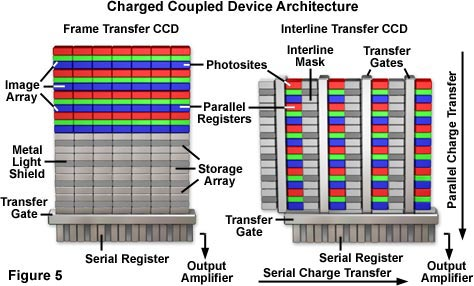 Charged Coupled Device Architecture
Frame Transfer CCD
Interline Transfer CCD
Image
Array
Photosites
Parallel
Registers
Interline
Mask
Transfer
Gates
Metal
Light
Shield
Storage
Array
Transfer
Gate
Serial Register
Output
Amplifier
Transfer
Gate
Serial Register
Serial Charge Transfer
Output
Amplifier
Parallel Charge Transfer
Figure 5